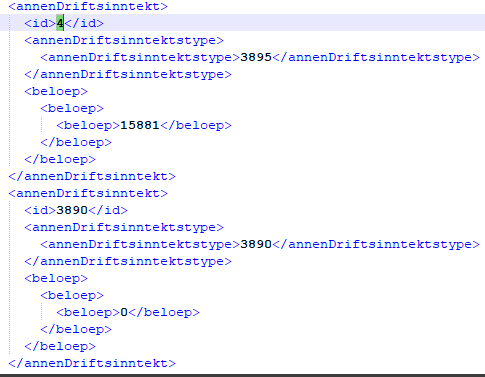 <annenDriftsinntekt>
<id>4</id>
<annenDriftsinntektstype>
<annenDriftsinntektstype>3895</annenDriftsinntektstype>
</annenDriftsinntektstype>
<beloep>
<beloep>
<beloep>15881</beloep>
</beloep>
</beloep>
</annenDriftsinntekt>
<annenDriftsinntekt>
<id>3890</id>
<annenDriftsinntektstype>
<annenDriftsinntektstype>3890</annenDriftsinntektstype>
</annenDriftsinntektstype>
<beloep>
<beloep>
<beloep>0</beloep>
</beloep>
</beloep>
</annenDriftsinntekt>